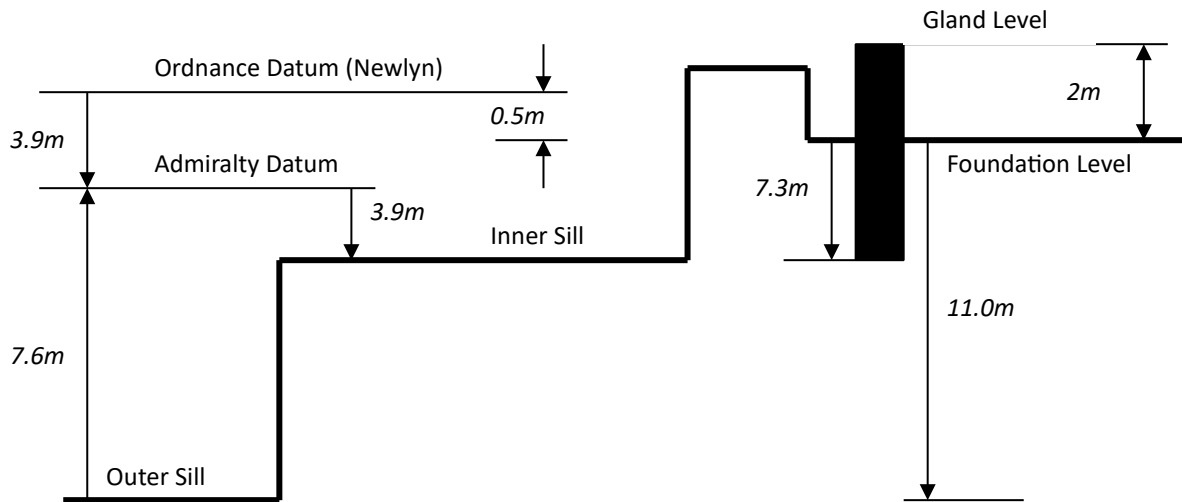 Gland Level
Ordnance Datum (Newlyn)
2m
0.5m
3.9m
Admiralty Datum
Foundation Level
7.3m
3.9m
Inner Sill
11.0m
7.6m
Outer Sill